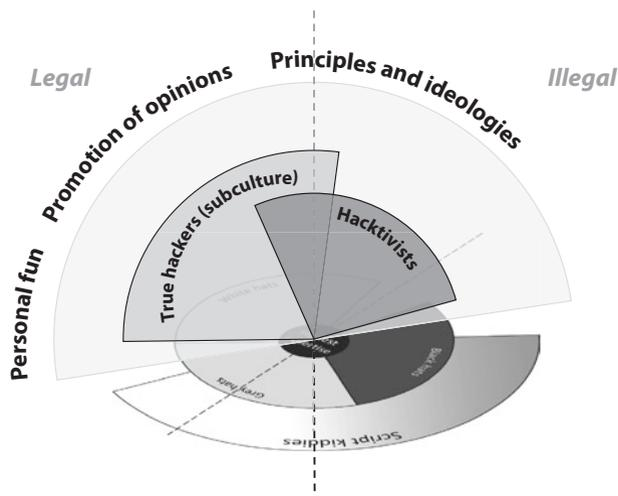 Legal
Illegal
Principles and ideologies
Promotion of opinions
Personal fun
True hackers (subculture)
Hacktivists
White hats
Black hats
Grey hats
Script kiddies